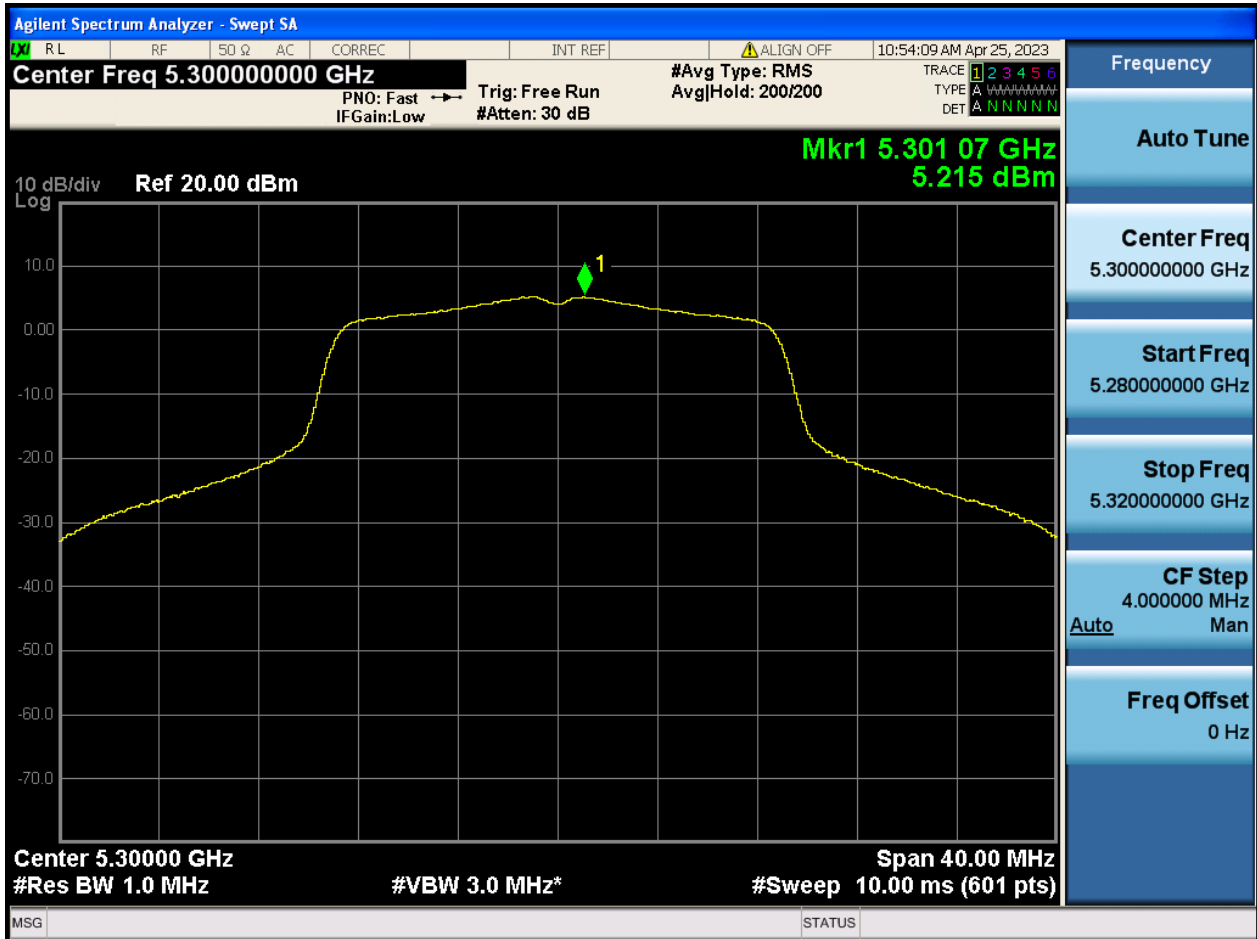 Agilent Spectrum Analyzer - Swept SA
LXI RL RF 50 Ω AC CORREC INT REF ALIGN OFF 10:54:09 AM Apr 25, 2023
Center Freq 5.300000000 GHz
PNO: Fast
IFGain:Low
Trig: Free Run
#Atten: 30 dB
#Avg Type: RMS
Avg|Hold: 200/200
TRACE 1 2 3 4 5 6
TYPE A
DET A N N N N N
Mkr1 5.301 07 GHz
5.215 dBm
10 dB/div Ref 20.00 dBm
Log
1
10.0
0.00
-10.0
-20.0
-30.0
-40.0
-50.0
-60.0
-70.0
Center 5.30000 GHz Span 40.00 MHz
#Res BW 1.0 MHz #VBW 3.0 MHz* #Sweep 10.00 ms (601 pts)
MSG STATUS
Frequency
Auto Tune
Center Freq
5.300000000 GHz
Start Freq
5.280000000 GHz
Stop Freq
5.320000000 GHz
CF Step
4.000000 MHz
Auto Man
Freq Offset
0 Hz